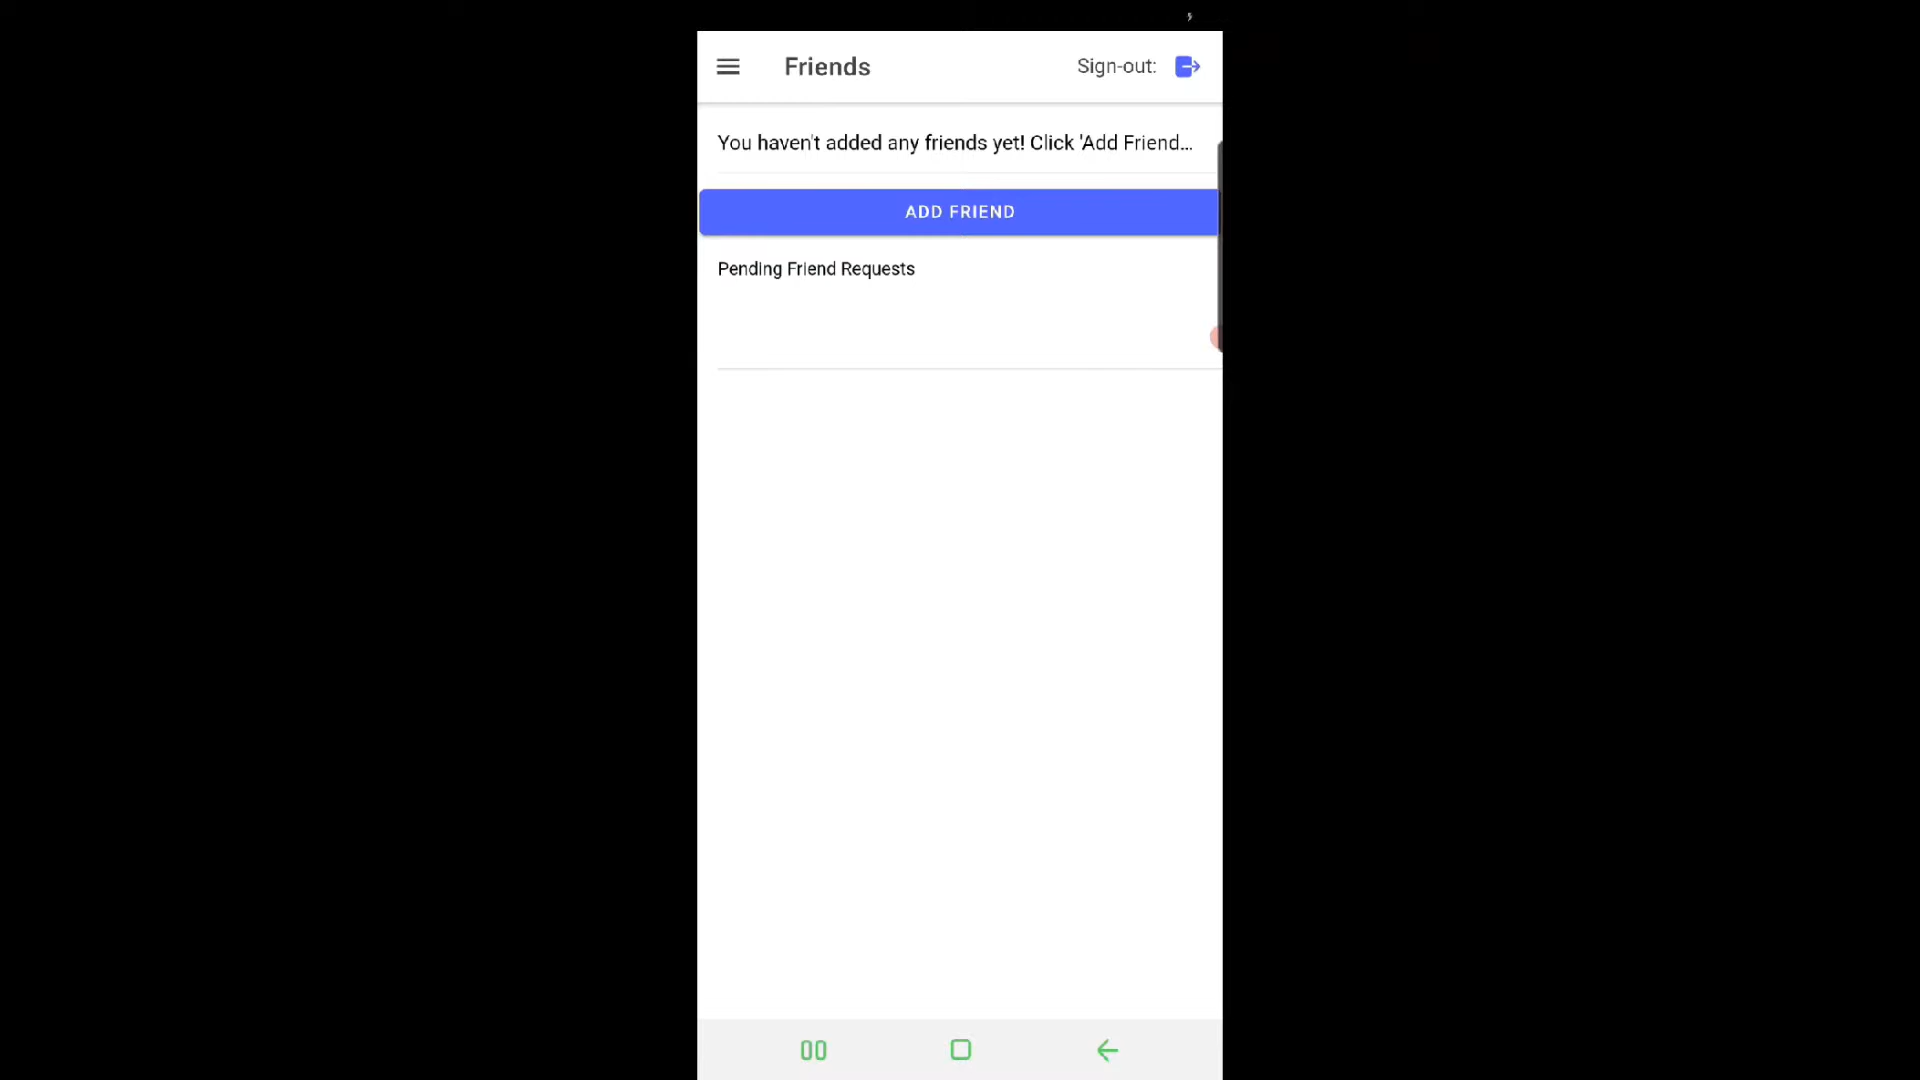 Friends
Sign-out:
You haven't added any friends yet! Click 'Add Friend...
ADD FRIEND
Pending Friend Requests